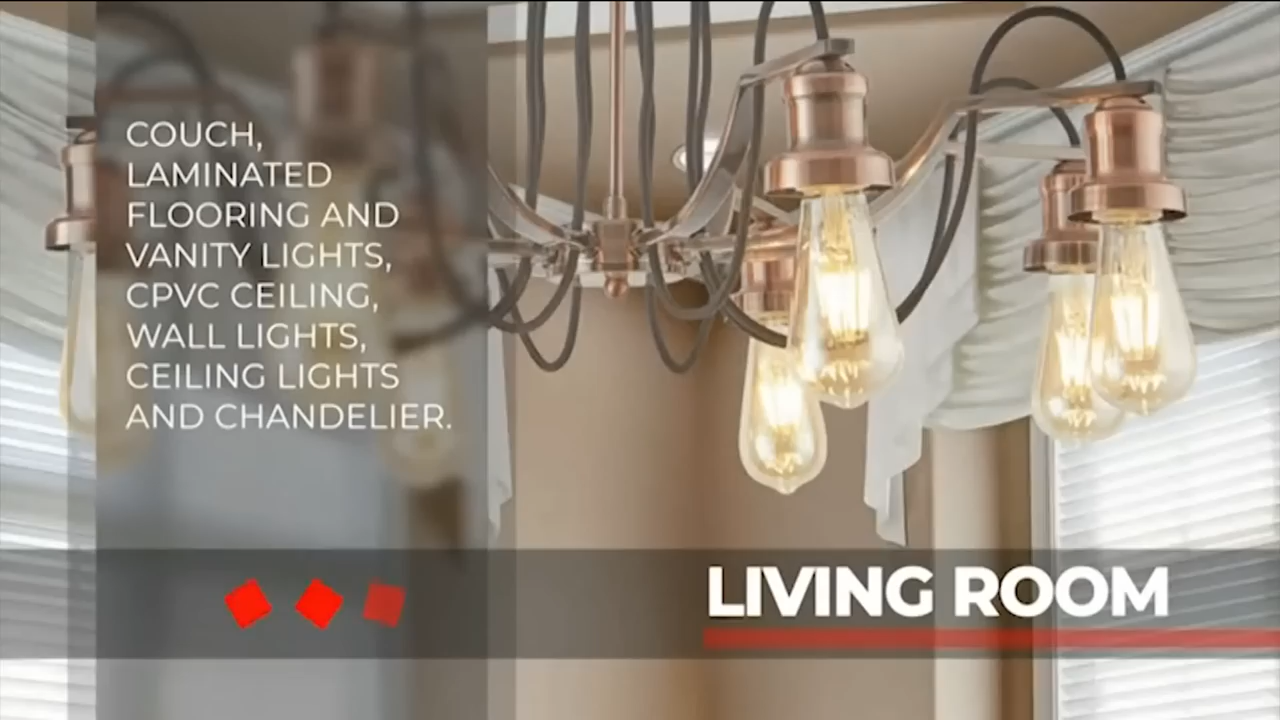 COUCH,
LAMINATED
FLOORING AND
VANITY LIGHTS,
CPVC CEILING,
WALL LIGHTS,
CEILING LIGHTS
AND CHANDELIER.
LIVING ROOM